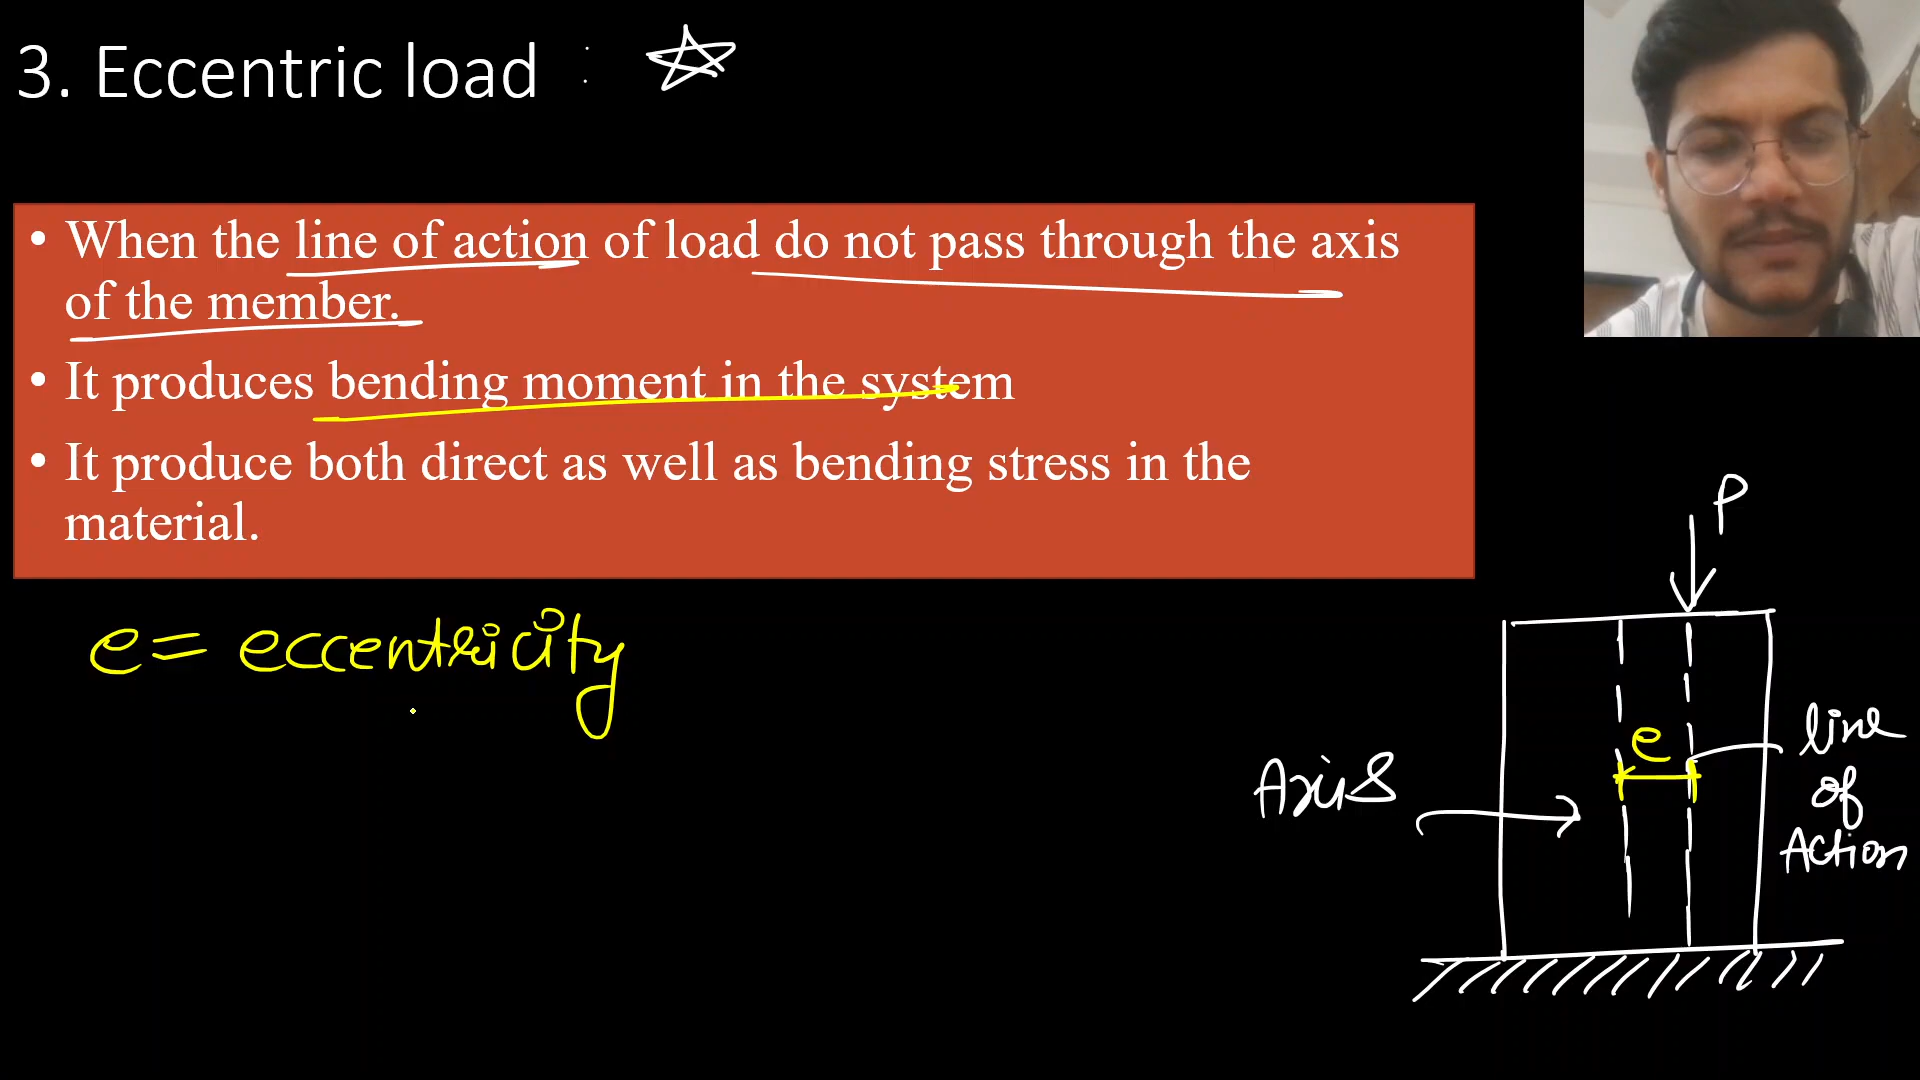 3. Eccentric load :
• When the line of action of load do not pass through the axis
of the member.
• It produces bending moment in the system
• It produce both direct as well as bending stress in the
material.
e = eccentricity
P
e
Axis
line
of
Action